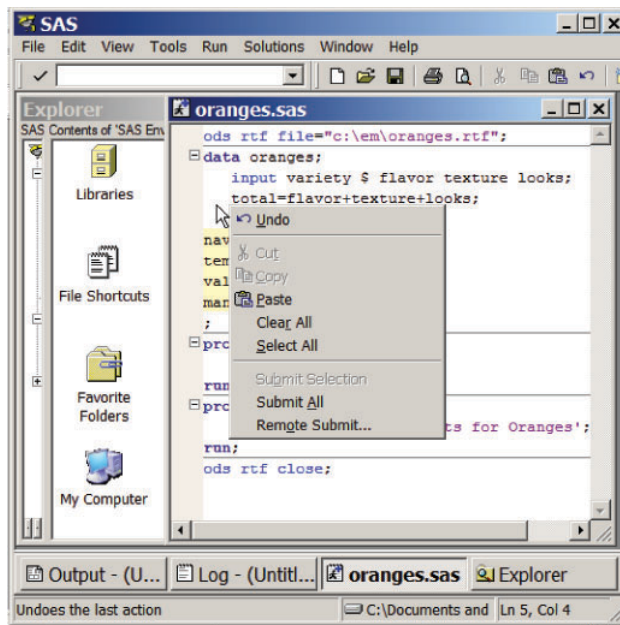 SAS
File Edit View Tools Run Solutions Window Help
Explorer
SAS Contents of 'SAS Env
Libraries
File Shortcuts
Favorite
Folders
My Computer
oranges.sas
ods rtf file="c:\em\oranges.rtf";
data oranges;
input variety $ flavor texture looks;
total=flavor+texture+looks;
nav
tem
val
man
;
pro
run
pro
ts for Oranges';
run;
ods rtf close;
Undo
Cut
Copy
Paste
Clear All
Select All
Submit Selection
Submit All
Remote Submit...
Output - (U...
Log - (Untitl...
oranges.sas
Explorer
Undoes the last action
C:\Documents and
Ln 5, Col 4